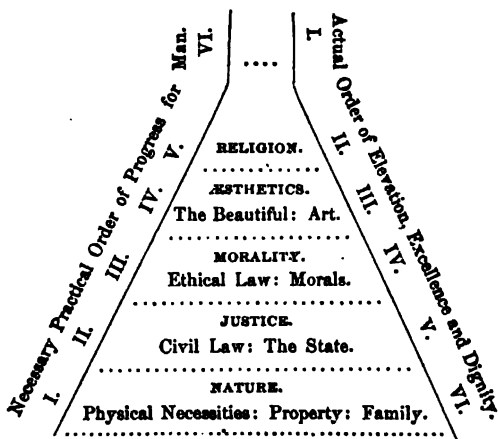 Necessary Practical Order of Progress for Man.
I. II. III. IV. V. VI.
Actual Order of Elevation, Excellence and Dignity.
I. II. III. IV. V. VI.
....
RELIGION.
ÆSTHETICS.
The Beautiful: Art.
MORALITY.
Ethical Law: Morals.
JUSTICE.
Civil Law: The State.
NATURE.
Physical Necessities: Property: Family.